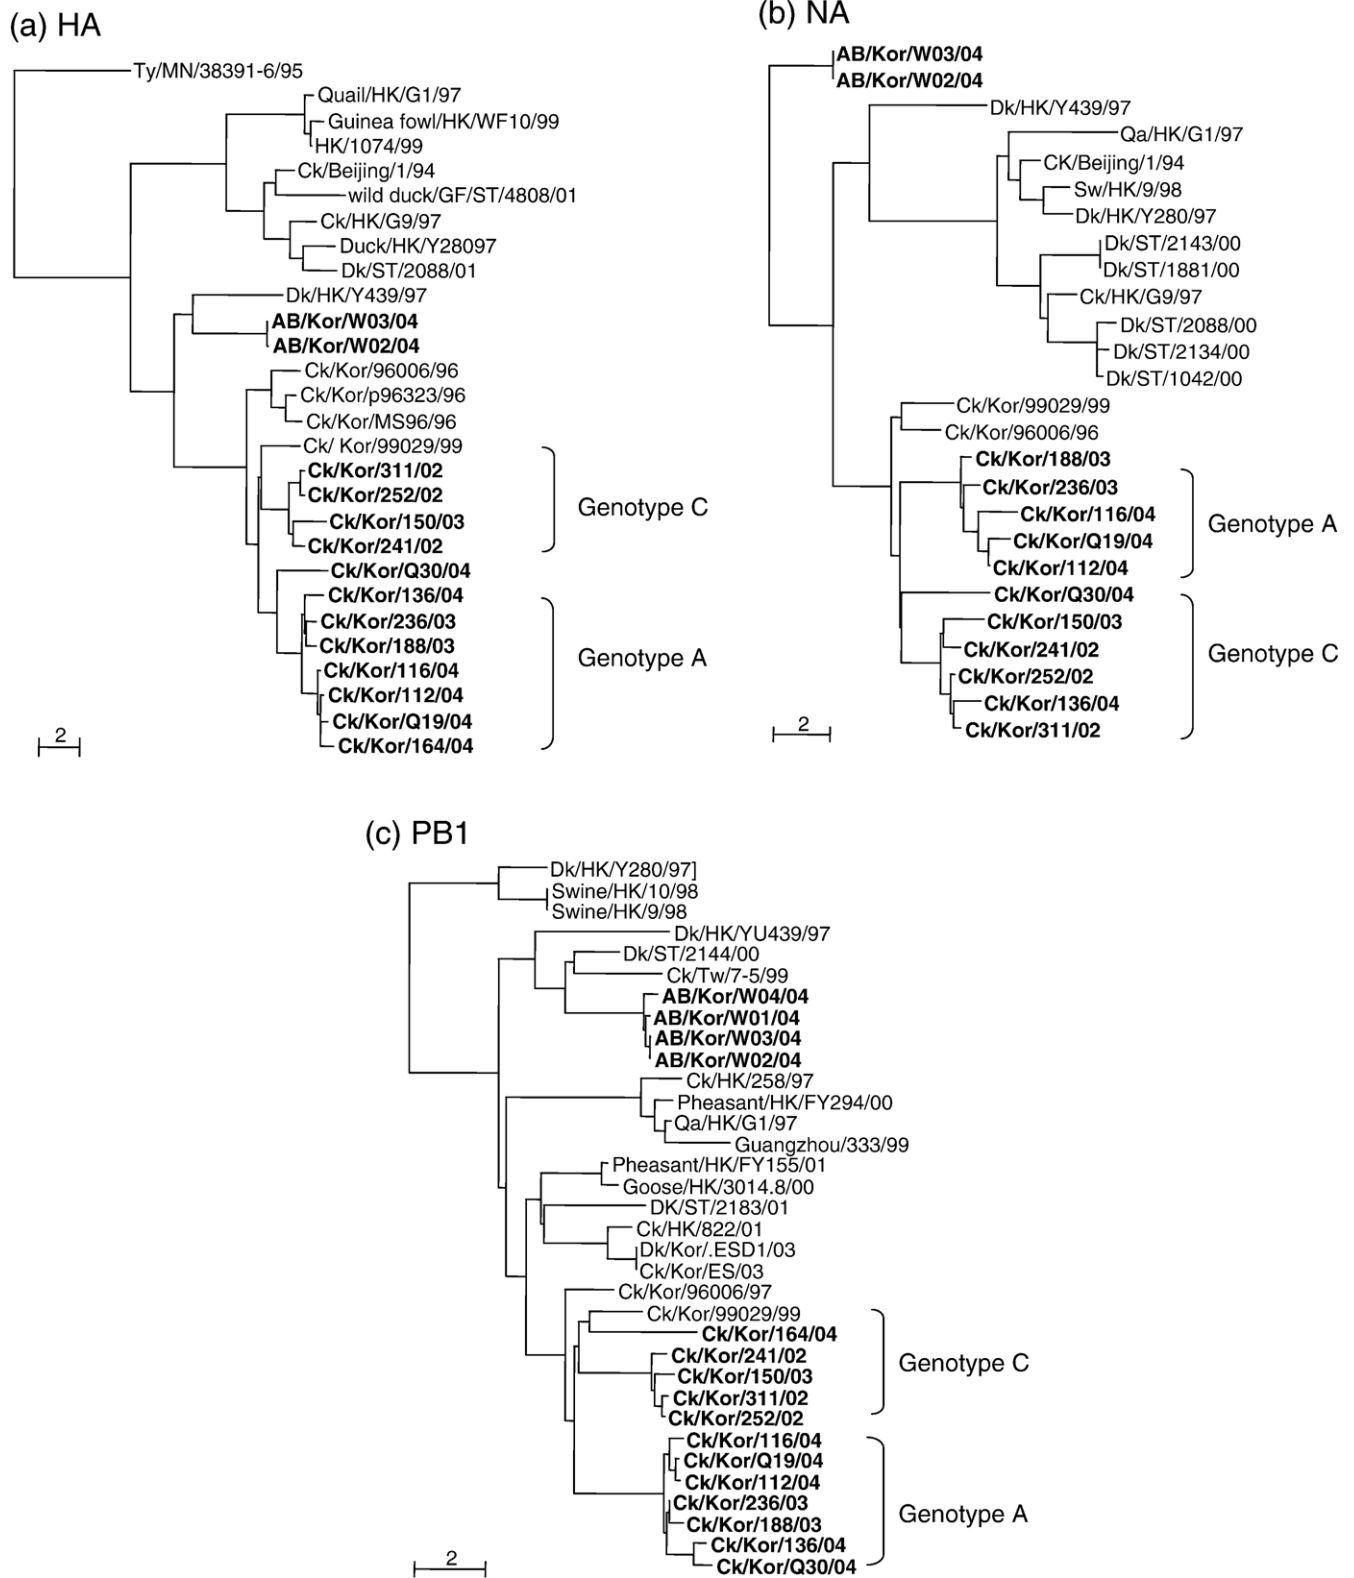 (a) HA
Ty/MN/38391-6/95
Quail/HK/G1/97
Guinea fowl/HK/WF10/99
HK/1074/99
Ck/Beijing/1/94
wild duck/GF/ST/4808/01
Ck/HK/G9/97
Duck/HK/Y28097
Dk/ST/2088/01
Dk/HK/Y439/97
AB/Kor/W03/04
AB/Kor/W02/04
Ck/Kor/96006/96
Ck/Kor/p96323/96
Ck/Kor/MS96/96
Ck/ Kor/99029/99
Ck/Kor/311/02
Ck/Kor/252/02
Ck/Kor/150/03
Ck/Kor/241/02
Genotype C
Ck/Kor/Q30/04
Ck/Kor/136/04
Ck/Kor/236/03
Ck/Kor/188/03
Ck/Kor/116/04
Ck/Kor/112/04
Ck/Kor/Q19/04
Ck/Kor/164/04
Genotype A
2
(b) NA
AB/Kor/W03/04
AB/Kor/W02/04
Dk/HK/Y439/97
Qa/HK/G1/97
CK/Beijing/1/94
Sw/HK/9/98
Dk/HK/Y280/97
Dk/ST/2143/00
Dk/ST/1881/00
Ck/HK/G9/97
Dk/ST/2088/00
Dk/ST/2134/00
Dk/ST/1042/00
Ck/Kor/99029/99
Ck/Kor/96006/96
Ck/Kor/188/03
Ck/Kor/236/03
Ck/Kor/116/04
Ck/Kor/Q19/04
Ck/Kor/112/04
Genotype A
Ck/Kor/Q30/04
Ck/Kor/150/03
Ck/Kor/241/02
Ck/Kor/252/02
Ck/Kor/136/04
Ck/Kor/311/02
Genotype C
2
(c) PB1
Dk/HK/Y280/97]
Swine/HK/10/98
Swine/HK/9/98
Dk/HK/YU439/97
Dk/ST/2144/00
Ck/Tw/7-5/99
AB/Kor/W04/04
AB/Kor/W01/04
AB/Kor/W03/04
AB/Kor/W02/04
Ck/HK/258/97
Pheasant/HK/FY294/00
Qa/HK/G1/97
Guangzhou/333/99
Pheasant/HK/FY155/01
Goose/HK/3014.8/00
DK/ST/2183/01
Ck/HK/822/01
Dk/Kor/.ESD1/03
Ck/Kor/ES/03
Ck/Kor/96006/97
Ck/Kor/99029/99
Ck/Kor/164/04
Ck/Kor/241/02
Ck/Kor/150/03
Ck/Kor/311/02
Ck/Kor/252/02
Genotype C
Ck/Kor/116/04
Ck/Kor/Q19/04
Ck/Kor/112/04
Ck/Kor/236/03
Ck/Kor/188/03
Ck/Kor/136/04
Ck/Kor/Q30/04
Genotype A
2